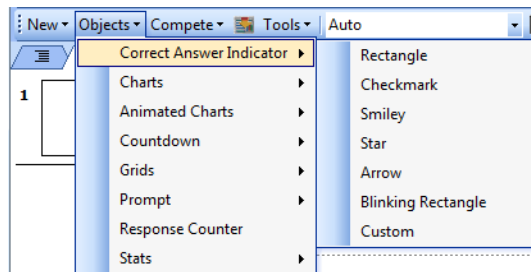 New Objects Compete Tools Auto
Correct Answer Indicator
Charts
Animated Charts
Countdown
Grids
Prompt
Response Counter
Stats
Rectangle
Checkmark
Smiley
Star
Arrow
Blinking Rectangle
Custom
1